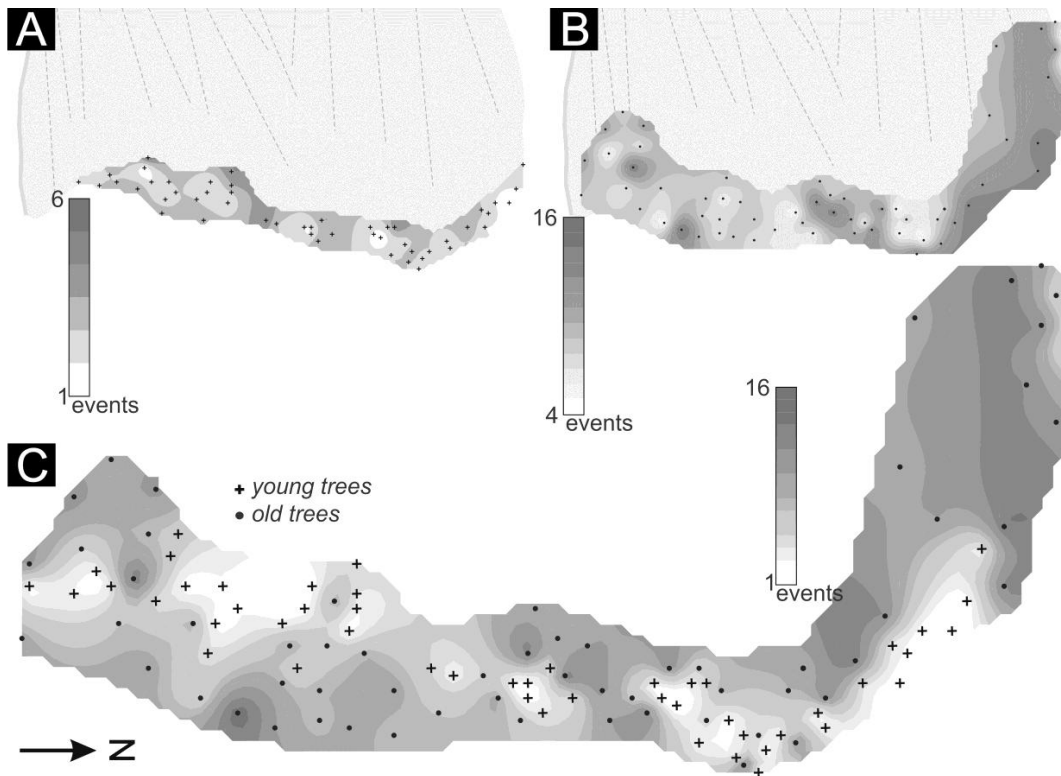 A
6
1
events
B
16
4
events
16
1
events
C
+ young trees
• old trees
N